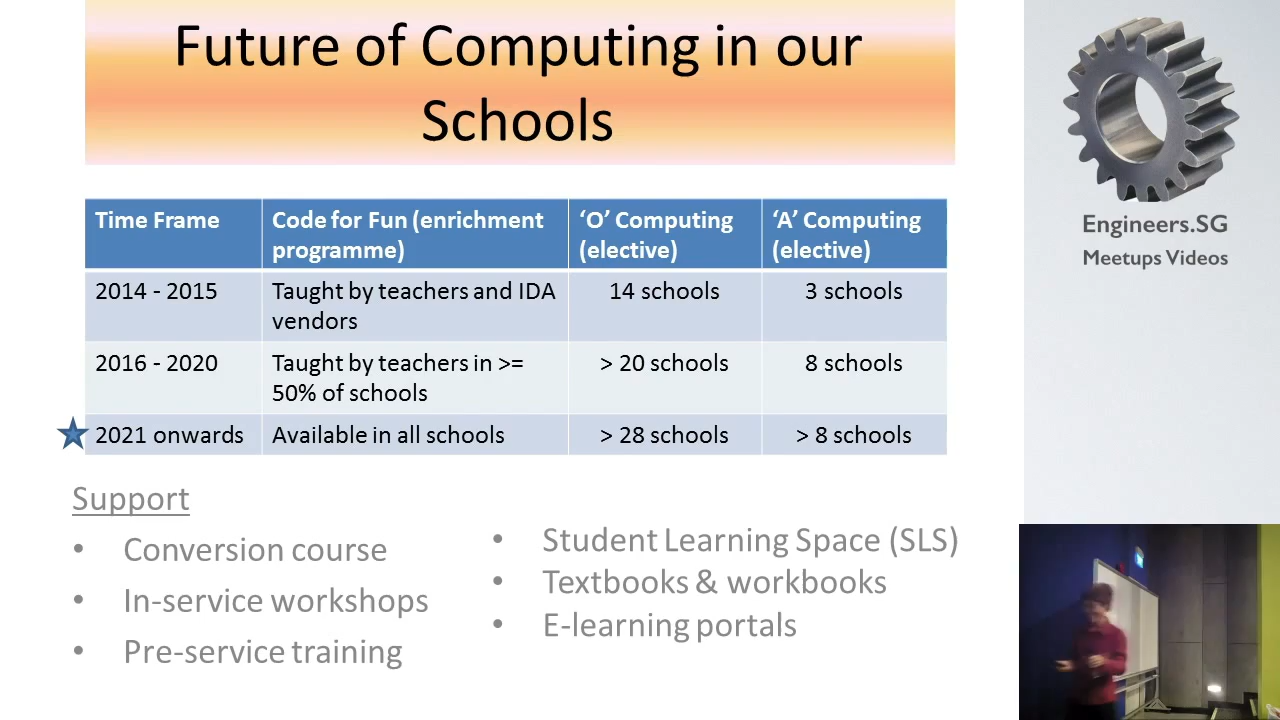 Future of Computing in our
Schools
Time Frame
Code for Fun (enrichment
programme)
‘O’ Computing
(elective)
‘A’ Computing
(elective)
2014 - 2015
Taught by teachers and IDA
vendors
14 schools
3 schools
2016 - 2020
Taught by teachers in >=
50% of schools
> 20 schools
8 schools
2021 onwards
Available in all schools
> 28 schools
> 8 schools
Support
• Conversion course
• In-service workshops
• Pre-service training
• Student Learning Space (SLS)
• Textbooks & workbooks
• E-learning portals
Engineers.SG
Meetups Videos